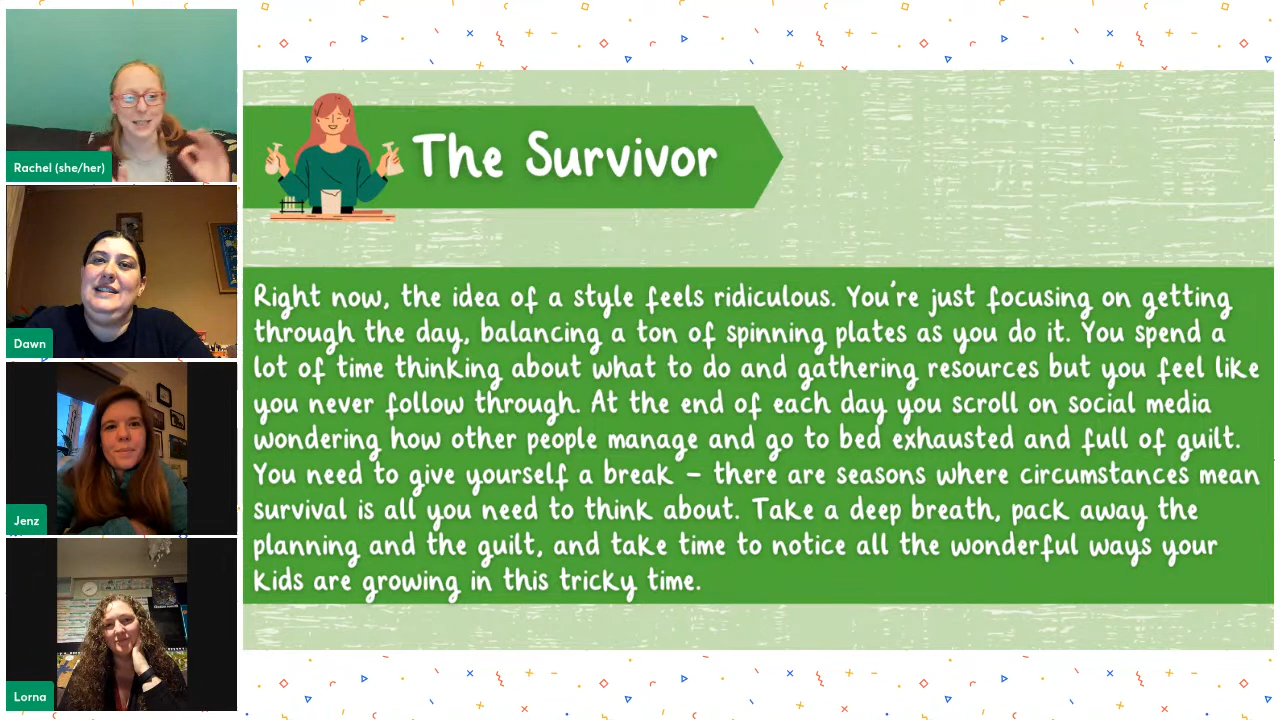 Rachel (she/her)
Dawn
Jenz
Lorna
The Survivor
Right now, the idea of a style feels ridiculous. You're just focusing on getting
through the day, balancing a ton of spinning plates as you do it. You spend a
lot of time thinking about what to do and gathering resources but you feel like
you never follow through. At the end of each day you scroll on social media
wondering how other people manage and go to bed exhausted and full of guilt.
You need to give yourself a break – there are seasons where circumstances mean
survival is all you need to think about. Take a deep breath, pack away the
planning and the guilt, and take time to notice all the wonderful ways your
kids are growing in this tricky time.